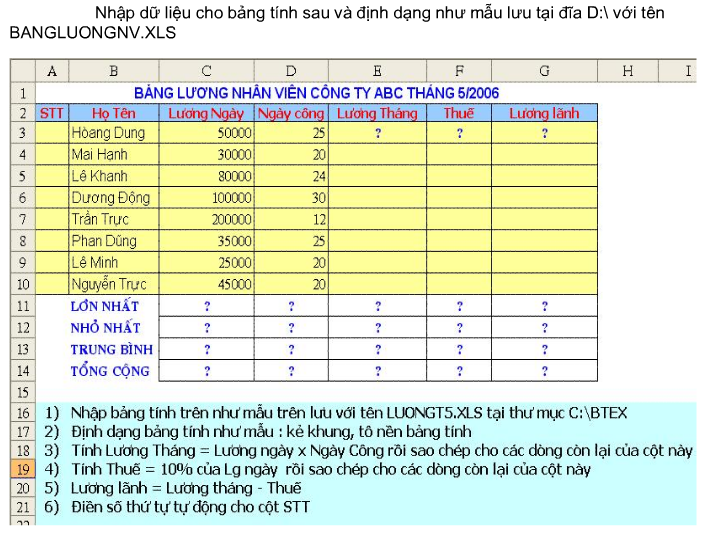 Nhập dữ liệu cho bảng tính sau và định dạng như mẫu lưu tại đĩa D:\ với tên
BANGLUONGNV.XLS
A B C D E F G H I
1 BẢNG LƯƠNG NHÂN VIÊN CÔNG TY ABC THÁNG 5/2006
2 STT Họ Tên Lương Ngày Ngày công Lương Tháng Thuế Lương lãnh
3 Hòang Dung 50000 25 ? ? ?
4 Mai Hạnh 30000 20
5 Lê Khanh 80000 24
6 Dương Động 100000 30
7 Trần Trực 200000 12
8 Phan Dũng 35000 25
9 Lê Minh 25000 20
10 Nguyễn Trực 45000 20
11 LỚN NHẤT ? ? ? ? ?
12 NHỎ NHẤT ? ? ? ? ?
13 TRUNG BÌNH ? ? ? ? ?
14 TỔNG CỘNG ? ? ? ? ?
15
16 1) Nhập bảng tính trên như mẫu trên lưu với tên LUONGT5.XLS tại thư mục C:\BTEX
17 2) Định dạng bảng tính như mẫu : kẻ khung, tô nền bảng tính
18 3) Tính Lương Tháng = Lương ngày x Ngày Công rồi sao chép cho các dòng còn lại của cột này
19 4) Tính Thuế = 10% của Lg ngày rồi sao chép cho các dòng còn lại của cột này
20 5) Lương lãnh = Lương tháng - Thuế
21 6) Điền số thứ tự tự động cho cột STT